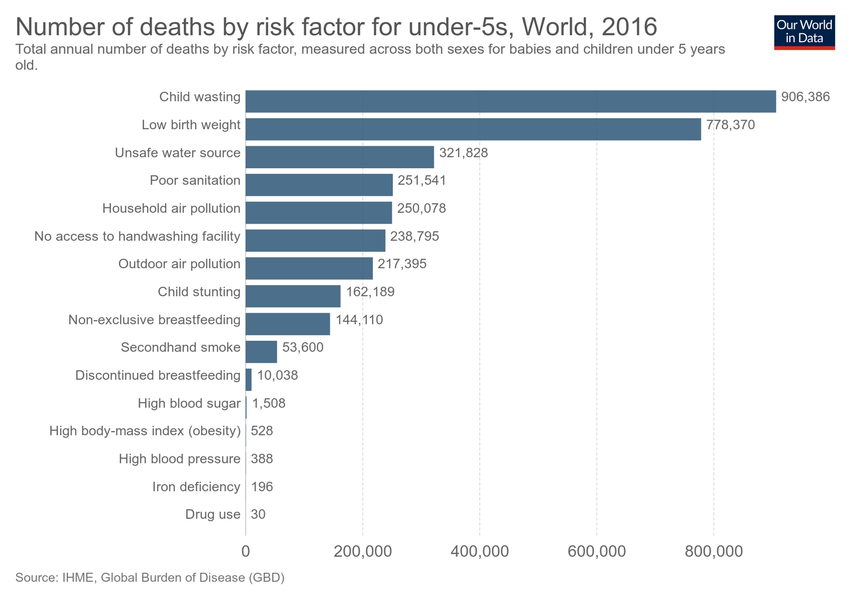 Number of deaths by risk factor for under-5s, World, 2016
Total annual number of deaths by risk factor, measured across both sexes for babies and children under 5 years
old.
Our World
in Data
Child wasting 906,386
Low birth weight 778,370
Unsafe water source 321,828
Poor sanitation 251,541
Household air pollution 250,078
No access to handwashing facility 238,795
Outdoor air pollution 217,395
Child stunting 162,189
Non-exclusive breastfeeding 144,110
Secondhand smoke 53,600
Discontinued breastfeeding 10,038
High blood sugar 1,508
High body-mass index (obesity) 528
High blood pressure 388
Iron deficiency 196
Drug use 30
0 200,000 400,000 600,000 800,000
Source: IHME, Global Burden of Disease (GBD)